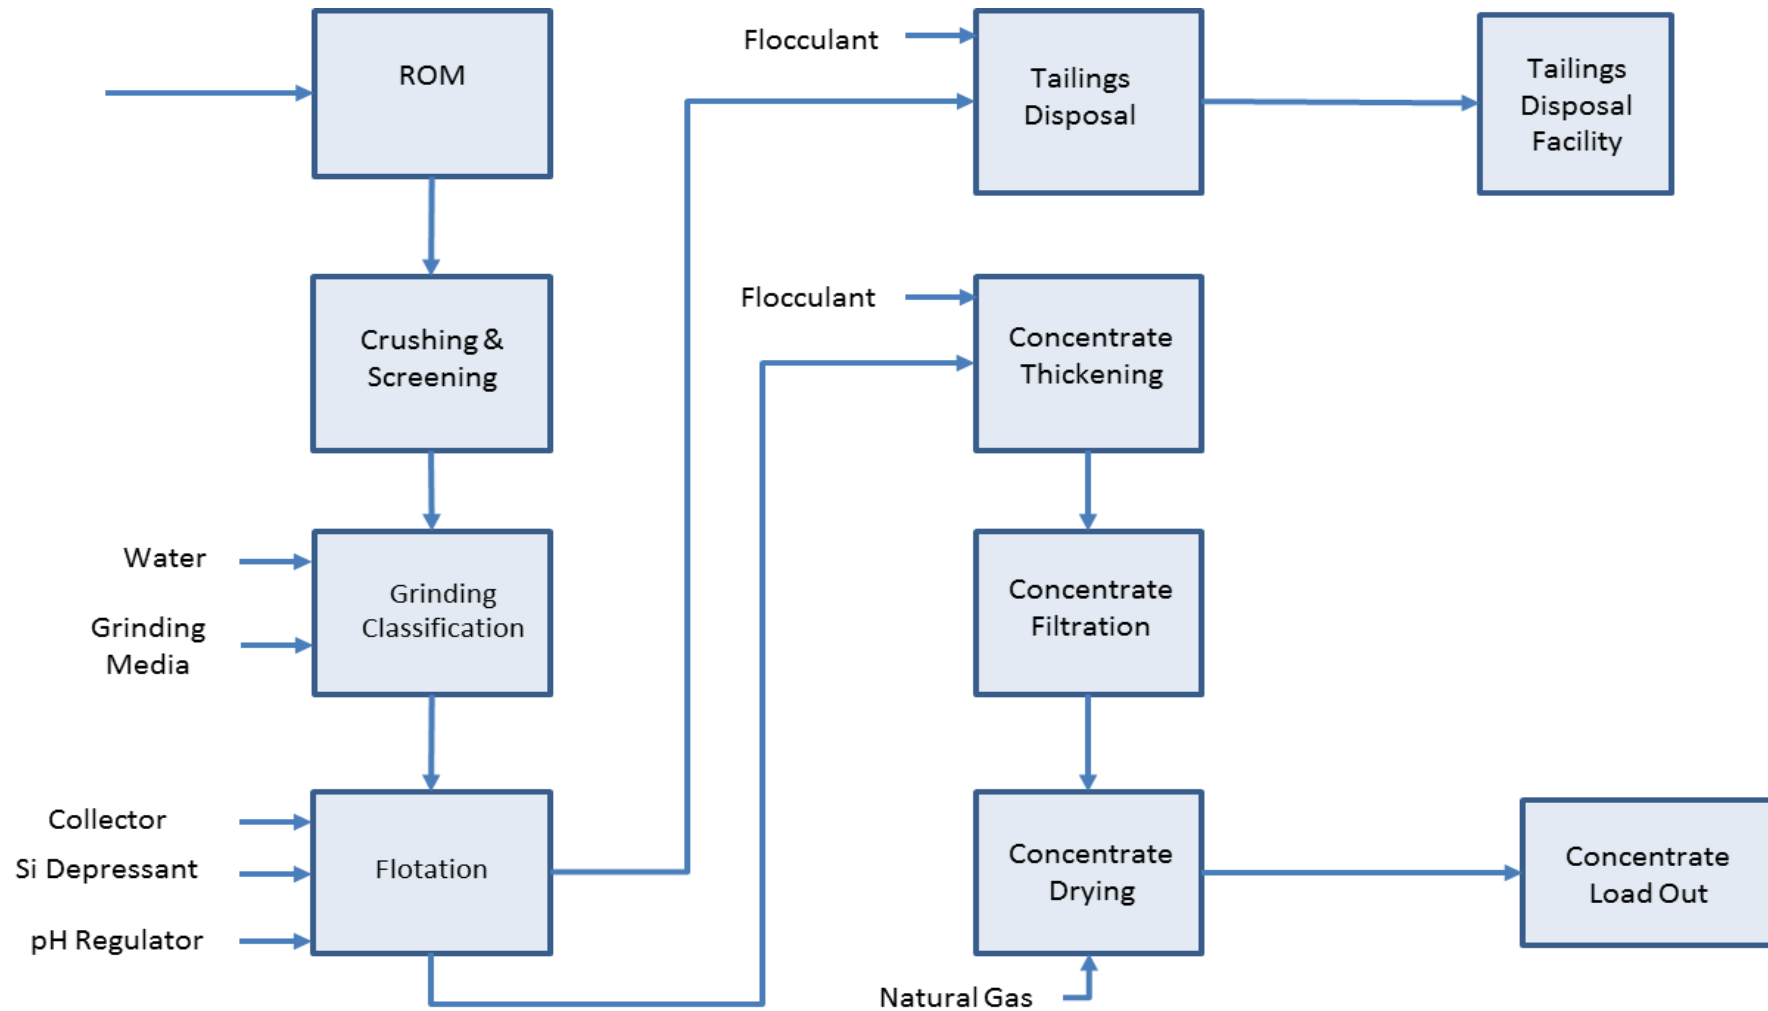 ROM
Crushing &
Screening
Water
Grinding
Media
Grinding
Classification
Collector
Si Depressant
pH Regulator
Flotation
Flocculant
Tailings
Disposal
Tailings
Disposal
Facility
Flocculant
Concentrate
Thickening
Concentrate
Filtration
Concentrate
Drying
Natural Gas
Concentrate
Load Out